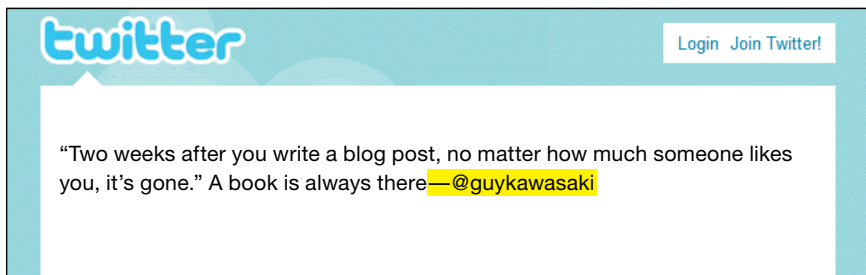 twitter
Login Join Twitter!
“Two weeks after you write a blog post, no matter how much someone likes
you, it’s gone.” A book is always there—@guykawasaki